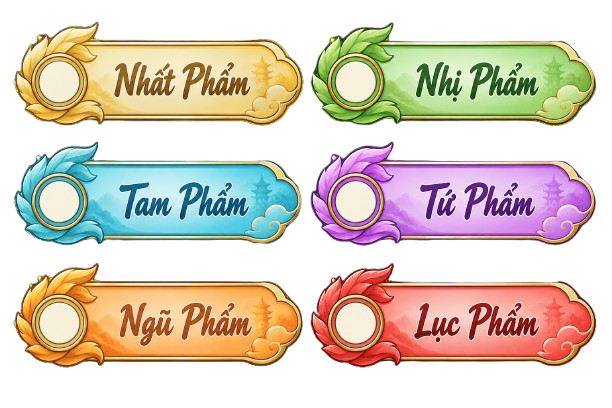 Nhất Phẩm
Nhị Phẩm
Tam Phẩm
Tứ Phẩm
Ngũ Phẩm
Lục Phẩm